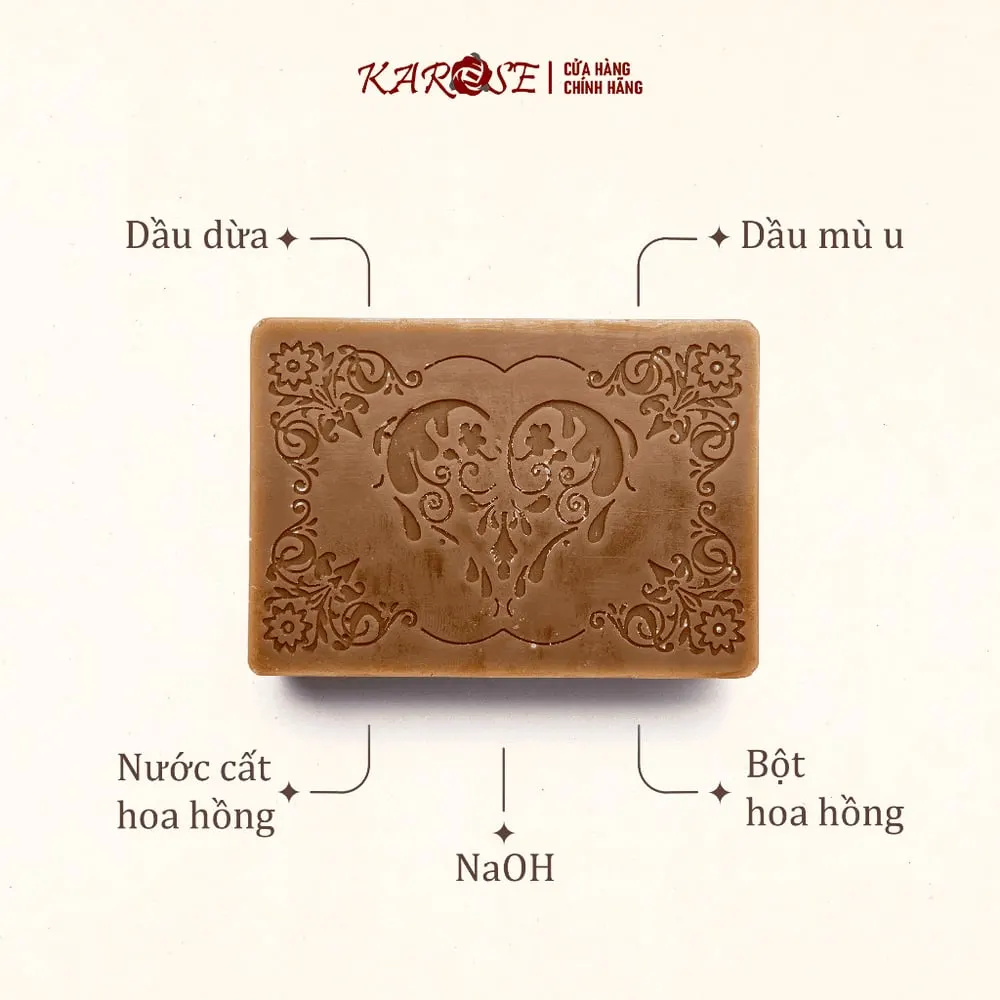 KAROSE
CỬA HÀNG
CHÍNH HÃNG
Dầu dừa
Dầu mù u
Nước cất
hoa hồng
Bột
hoa hồng
NaOH